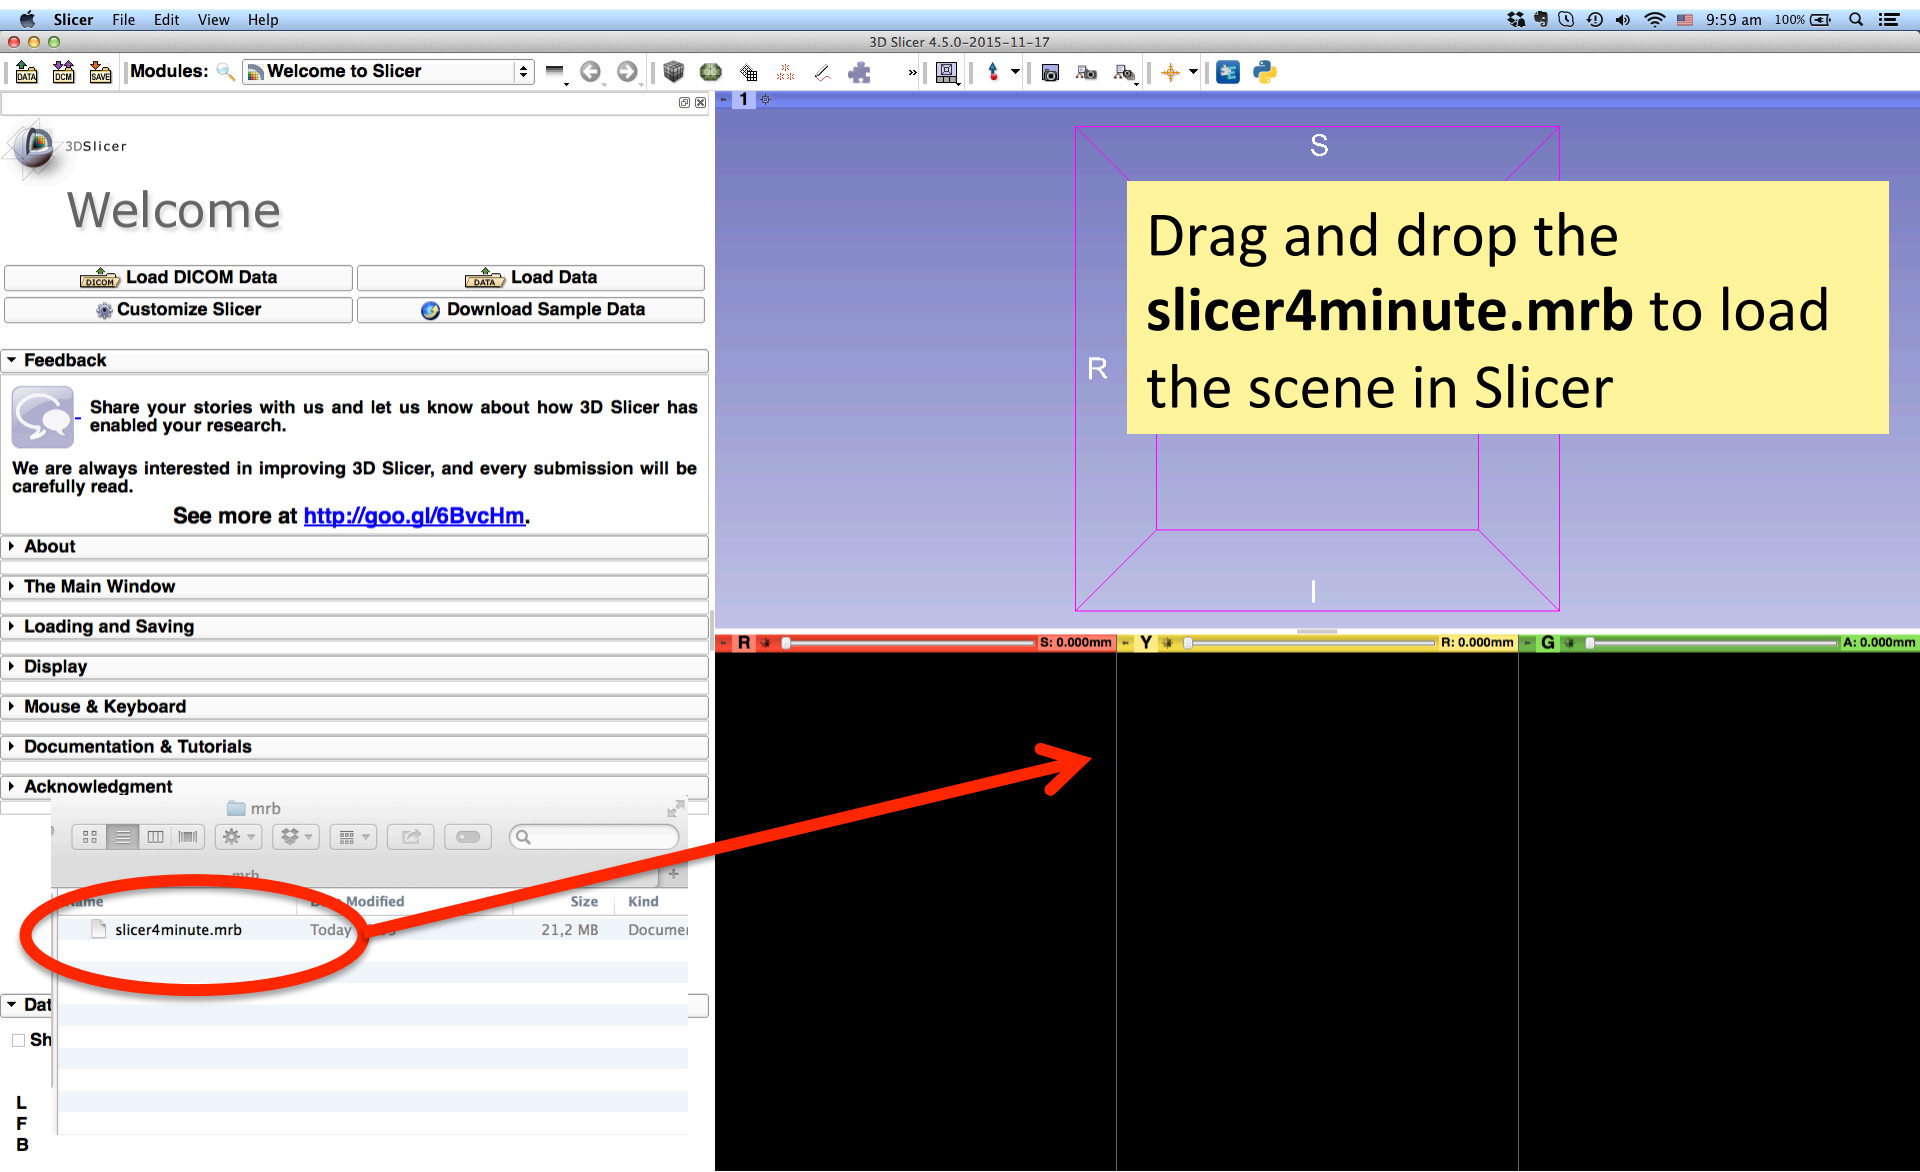 Slicer File Edit View Help
9:59 am 100%
3D Slicer 4.5.0-2015-11-17
DATA DCM SAVE Modules: Welcome to Slicer »
1
3DSlicer
Welcome
DICOM Load DICOM Data
DATA Load Data
Customize Slicer
Download Sample Data
Feedback
Share your stories with us and let us know about how 3D Slicer has
enabled your research.
We are always interested in improving 3D Slicer, and every submission will be
carefully read.
See more at http://goo.gl/6BvcHm.
About
The Main Window
Loading and Saving
Display
Mouse & Keyboard
Documentation & Tutorials
Acknowledgment
mrb
mrb
Modified Size Kind
slicer4minute.mrb Today 21,2 MB
Dat
Sh
L
F
B
S
R
I
Drag and drop the
slicer4minute.mrb to load
the scene in Slicer
R S: 0.000mm
Y R: 0.000mm
G A: 0.000mm